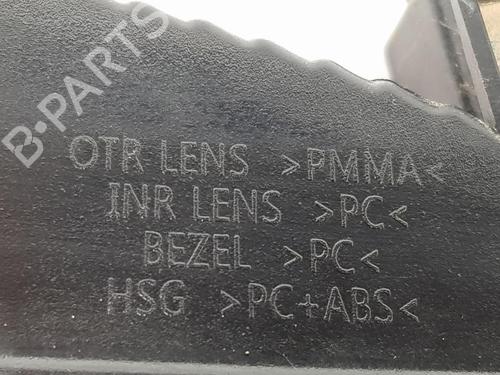 B-PARTS
OTR LENS >PMMA<
INR LENS >PC<
BEZEL >PC<
HSG >PC+ABS<